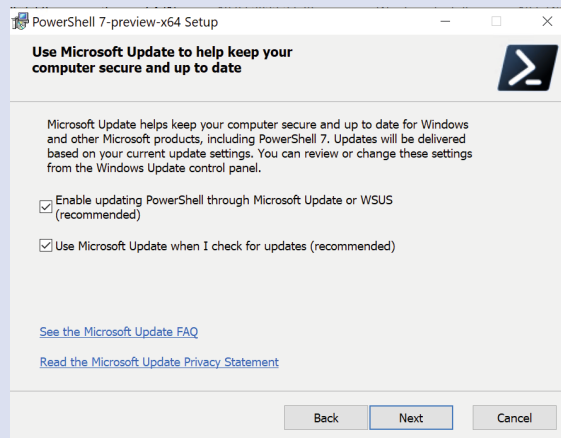 PowerShell 7-preview-x64 Setup
Use Microsoft Update to help keep your
computer secure and up to date
Microsoft Update helps keep your computer secure and up to date for Windows
and other Microsoft products, including PowerShell 7. Updates will be delivered
based on your current update settings. You can review or change these settings
from the Windows Update control panel.
Enable updating PowerShell through Microsoft Update or WSUS
(recommended)
Use Microsoft Update when I check for updates (recommended)
See the Microsoft Update FAQ
Read the Microsoft Update Privacy Statement
Back Next Cancel